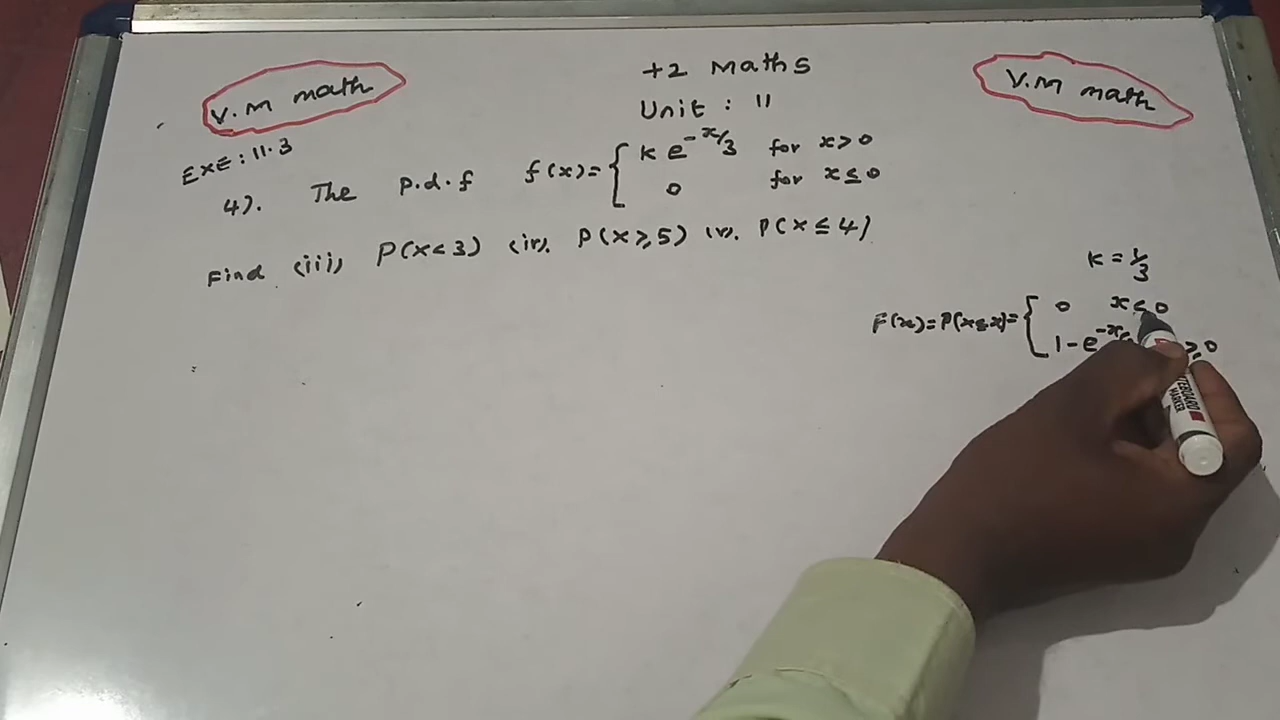 V.M math
+2 Maths
V.M math
Unit : 11
EXE : 11.3
4). The p.d.f f(x)= { k e^-x/3 for x>0
0 for x≤0
Find (iii) P(x<3) (iv). P(x≥5) (v). P(x≤4)
k = 1/3
F(x)=P(X≤x)= { 0 x≤0
1-e^-x/ >0